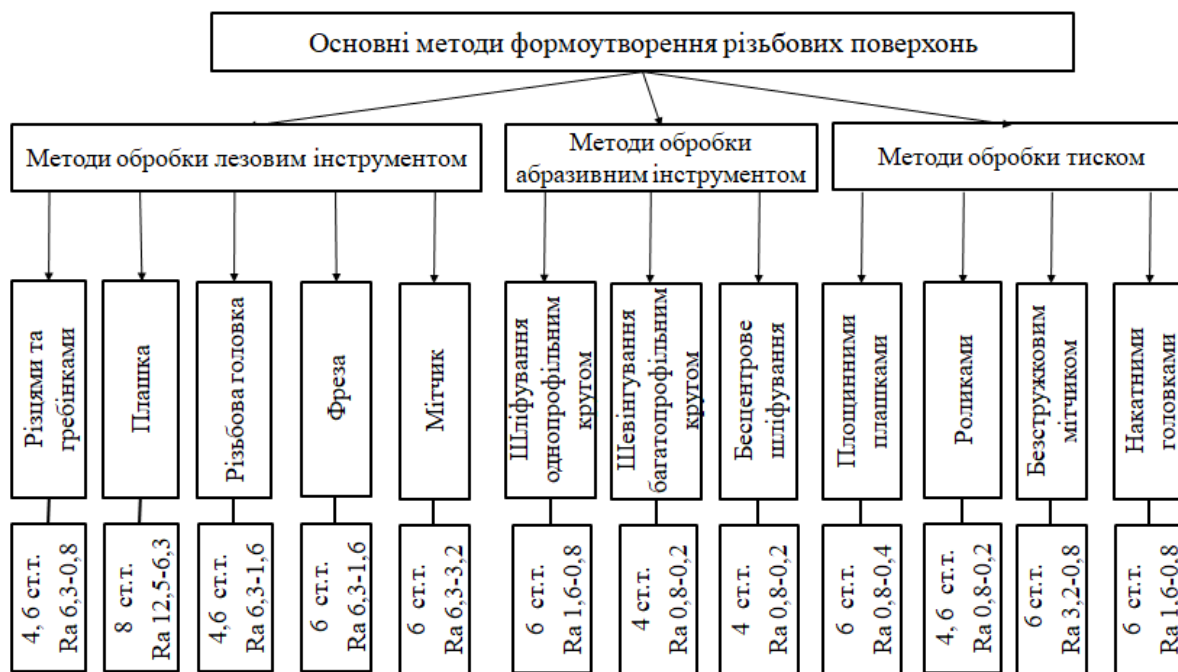 Основні методи формоутворення різьбових поверхонь
Методи обробки лезовим інструментом
Методи обробки
абразивним інструментом
Методи обробки тиском
Різцями та
гребінками
Плашка
Різьбова головка
Фреза
Мітчик
Шліфування
однопрофільним
кругом
Шевінгування
багатопрофільним
кругом
Бесцентрове
шліфування
Площинними
плашками
Роликами
Безстружковим
мітчиком
Накатними
головками
4, 6 ст.т.
Ra 6,3-0,8
8 ст.т.
Ra 12,5-6,3
4,6 ст.т.
Ra 6,3-1,6
6 ст.т.
Ra 6,3-1,6
6 ст.т.
Ra 6,3-3,2
6 ст.т.
Ra 1,6-0,8
4 ст.т.
Ra 0,8-0,2
4 ст.т.
Ra 0,8-0,2
6 ст.т.
Ra 0,8-0,4
4, 6 ст.т.
Ra 0,8-0,2
6 ст.т.
Ra 3,2-0,8
6 ст.т.
Ra 1,6-0,8